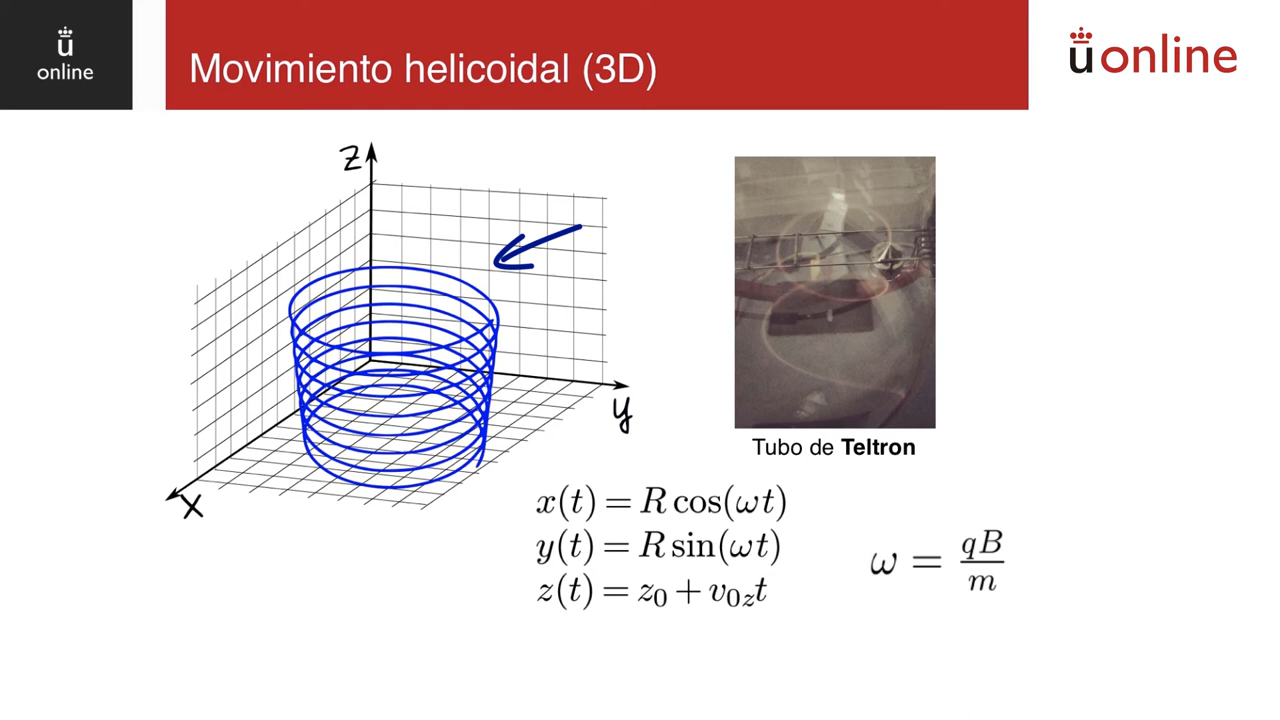 ü
online
Movimiento helicoidal (3D)
üonline
z
y
x
Tubo de Teltron
x(t) = R cos(ωt)
y(t) = R sin(ωt)
z(t) = z₀ + v₀zt
ω = qB/m